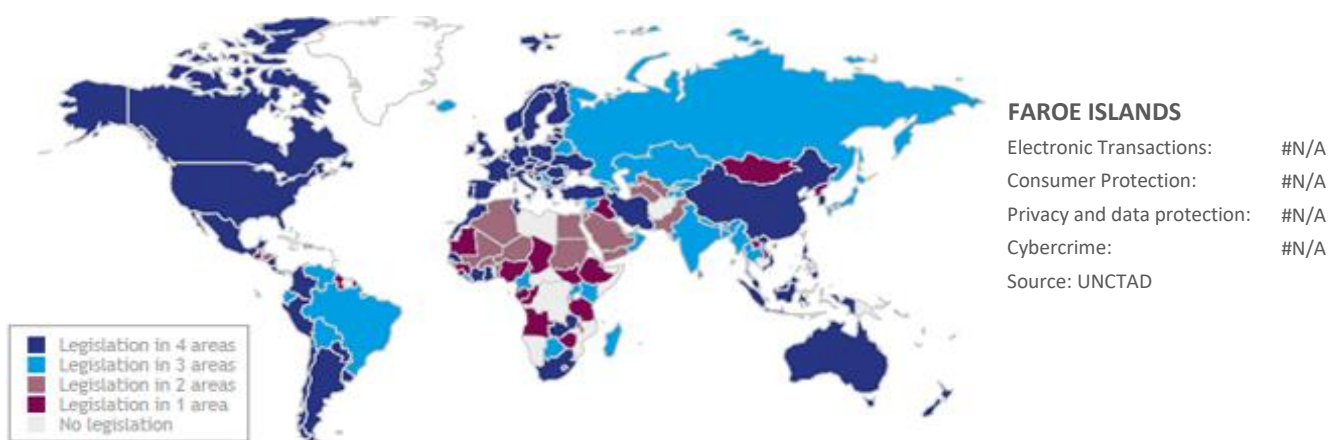 FAROE ISLANDS
Electronic Transactions: #N/A
Consumer Protection: #N/A
Privacy and data protection: #N/A
Cybercrime: #N/A
Source: UNCTAD
Legislation in 4 areas
Legislation in 3 areas
Legislation in 2 areas
Legislation in 1 area
No legislation